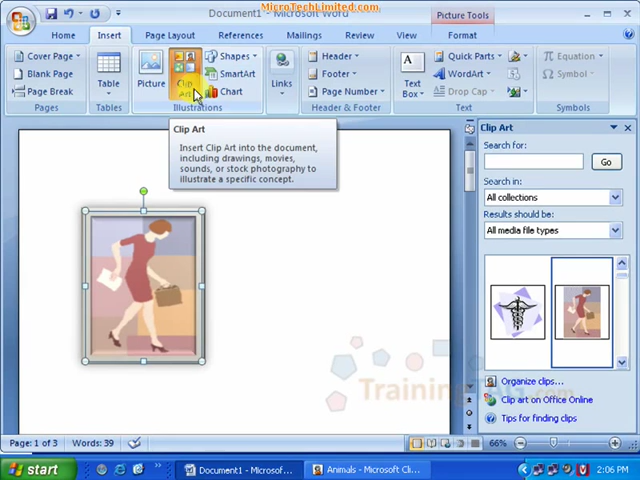 MicroTechLimited.com
Document1 - Microsoft Word
Picture Tools
Home
Insert
Page Layout
References
Mailings
Review
View
Format
Cover Page
Blank Page
Page Break
Pages
Table
Tables
Picture
Clip
Art
Shapes
SmartArt
Chart
Illustrations
Links
Header
Footer
Page Number
Header & Footer
A
Text
Box
Quick Parts
WordArt
Drop Cap
Text
Equation
Symbol
Symbols
Clip Art
Insert Clip Art into the document,
including drawings, movies,
sounds, or stock photography to
illustrate a specific concept.
Clip Art
Search for:
Go
Search in:
All collections
Results should be:
All media file types
Organize clips...
Clip art on Office Online
Tips for finding clips
Page: 1 of 3
Words: 39
66%
start
Document1 - Microsof...
Animals - Microsoft Cli...
2:06 PM